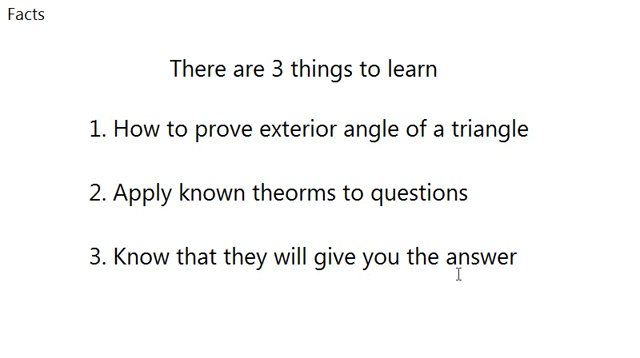 Facts
There are 3 things to learn
1. How to prove exterior angle of a triangle
2. Apply known theorms to questions
3. Know that they will give you the answer